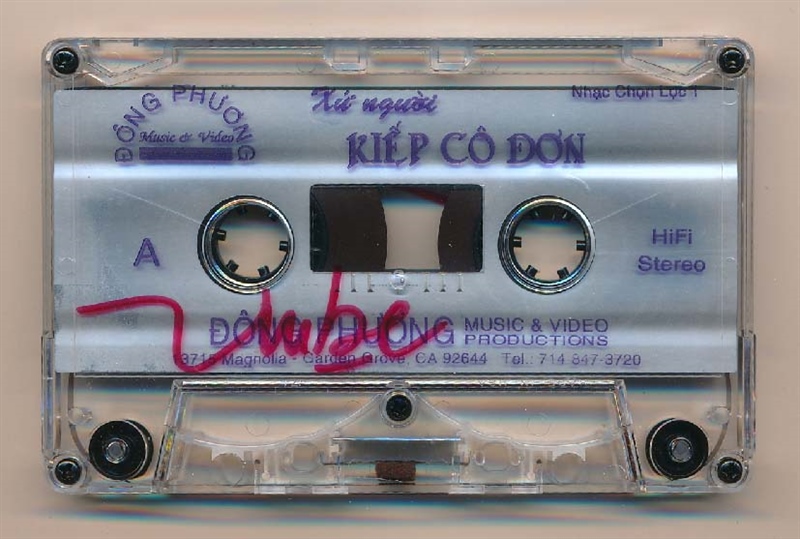 ĐÔNG PHƯƠNG
Music & Video
Xứ người
Nhạc Chọn Lọc 1
KIẾP CÔ ĐƠN
A
HiFi
Stereo
ĐÔNG PHƯƠNG MUSIC & VIDEO
PRODUCTIONS
13715 Magnolia - Garden Grove, CA 92644 Tel.: 714 847-3720